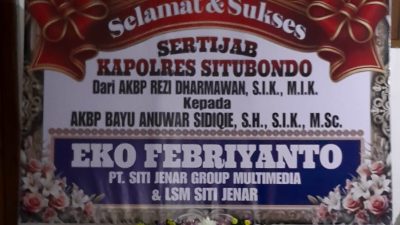 Selamat & Sukses
SERTIJAB
KAPOLRES SITUBONDO
Dari AKBP REZI DHARMAWAN, S.I.K., M.I.K.
Kepada
AKBP BAYU ANUWAR SIDIQIE, S.H., S.I.K., M.Sc.
EKO FEBRIYANTO
PT. SITI JENAR GROUP MULTIMEDIA
& LSM SITI JENAR